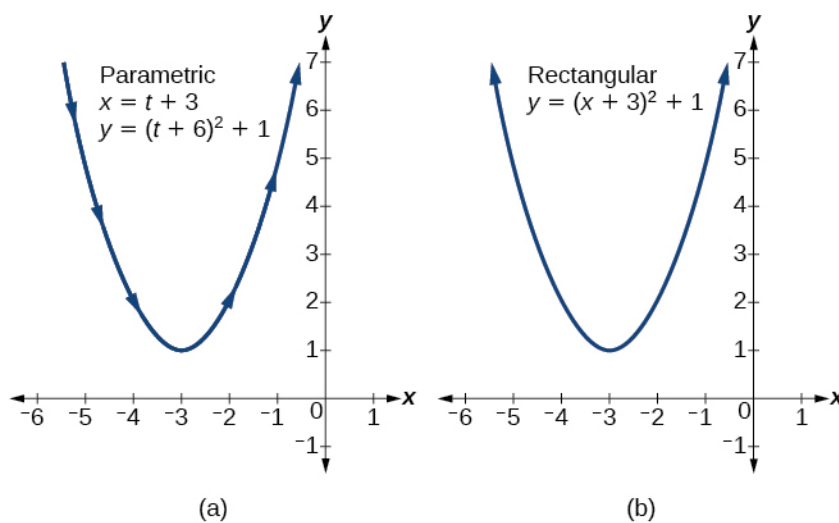 y
7
Parametric
x = t + 3
y = (t + 6)² + 1
6
5
4
3
2
1
−6 −5 −4 −3 −2 −1 0 1 x
−1
(a)
y
7
Rectangular
y = (x + 3)² + 1
6
5
4
3
2
1
−6 −5 −4 −3 −2 −1 0 1 x
−1
(b)